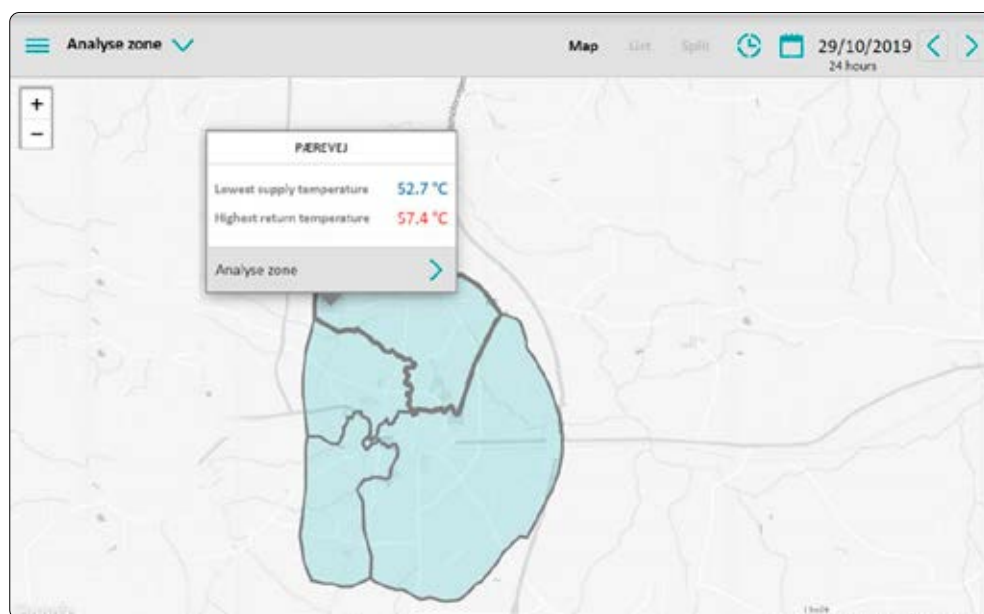 Analyse zone
Map List Split 29/10/2019
24 hours
+
−
PÆREVEJ
Lowest supply temperature 52.7 °C
Highest return temperature 57.4 °C
Analyse zone